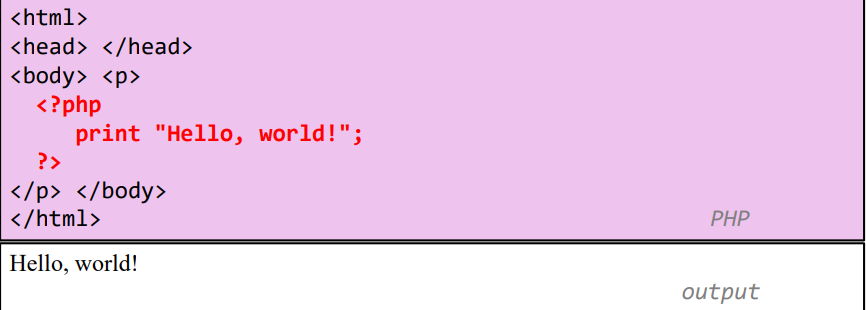 <html>
<head> </head>
<body> <p>
<?php
print "Hello, world!";
?>
</p> </body>
</html>
PHP
Hello, world!
output